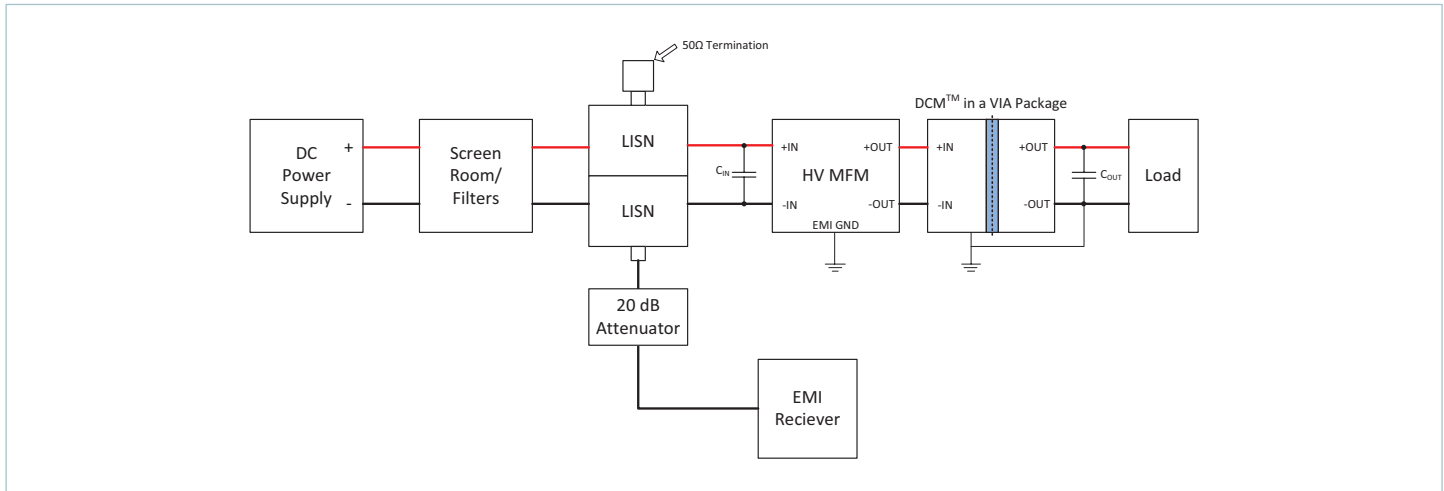 50Ω Termination
DCM™ in a VIA Package
DC
Power
Supply
+
-
Screen
Room/
Filters
LISN
LISN
CIN
+IN
-IN
HV MFM
+OUT
-OUT
EMI GND
+IN
-IN
+OUT
-OUT
COUT
Load
20 dB
Attenuator
EMI
Reciever